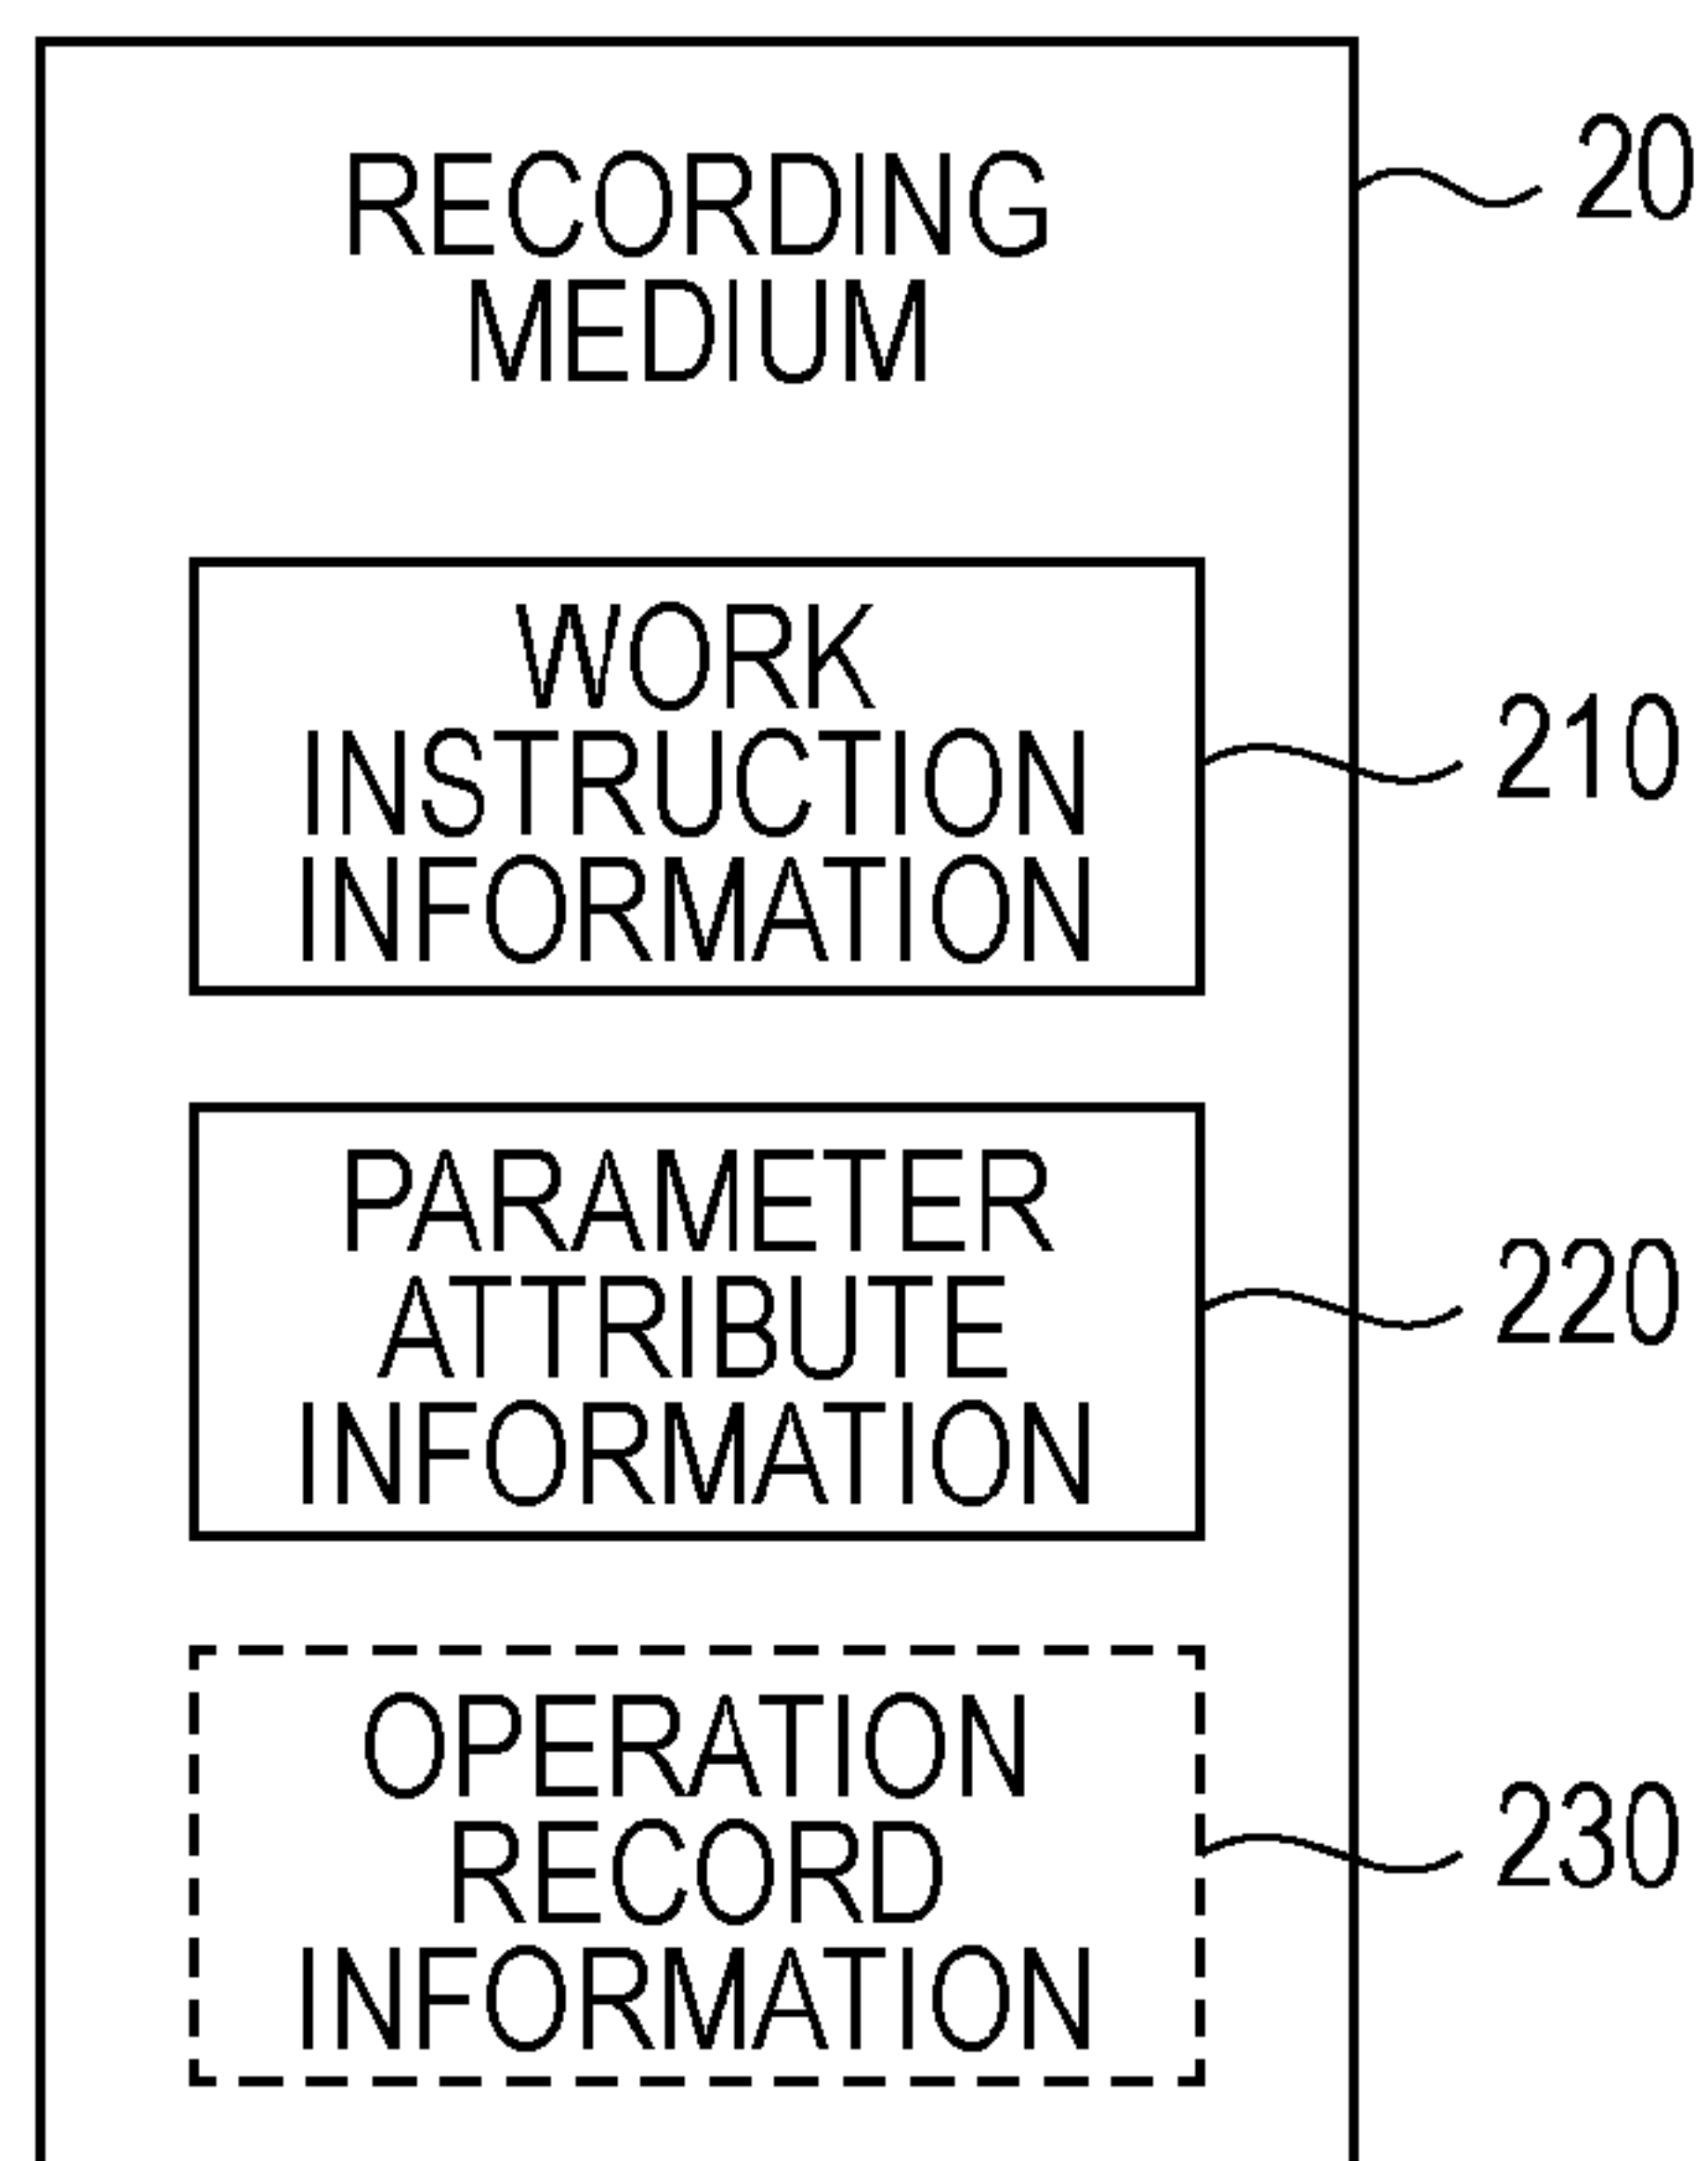 RECORDING
MEDIUM
20
WORK
INSTRUCTION
INFORMATION
210
PARAMETER
ATTRIBUTE
INFORMATION
220
OPERATION
RECORD
INFORMATION
230